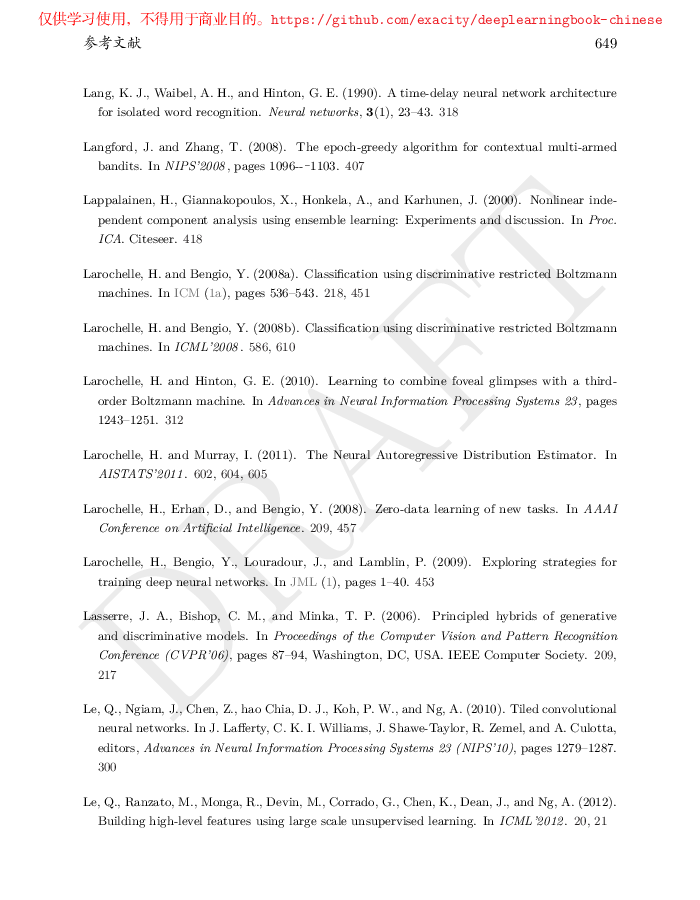 仅供学习使用，不得用于商业目的。https://github.com/exacity/deeplearningbook-chinese
参考文献 649
Lang, K. J., Waibel, A. H., and Hinton, G. E. (1990). A time-delay neural network architecture
for isolated word recognition. Neural networks, 3(1), 23–43. 318
Langford, J. and Zhang, T. (2008). The epoch-greedy algorithm for contextual multi-armed
bandits. In NIPS'2008, pages 1096--–1103. 407
Lappalainen, H., Giannakopoulos, X., Honkela, A., and Karhunen, J. (2000). Nonlinear inde-
pendent component analysis using ensemble learning: Experiments and discussion. In Proc.
ICA. Citeseer. 418
Larochelle, H. and Bengio, Y. (2008a). Classification using discriminative restricted Boltzmann
machines. In ICM (1a), pages 536–543. 218, 451
Larochelle, H. and Bengio, Y. (2008b). Classification using discriminative restricted Boltzmann
machines. In ICML'2008. 586, 610
Larochelle, H. and Hinton, G. E. (2010). Learning to combine foveal glimpses with a third-
order Boltzmann machine. In Advances in Neural Information Processing Systems 23, pages
1243–1251. 312
Larochelle, H. and Murray, I. (2011). The Neural Autoregressive Distribution Estimator. In
AISTATS'2011. 602, 604, 605
Larochelle, H., Erhan, D., and Bengio, Y. (2008). Zero-data learning of new tasks. In AAAI
Conference on Artificial Intelligence. 209, 457
Larochelle, H., Bengio, Y., Louradour, J., and Lamblin, P. (2009). Exploring strategies for
training deep neural networks. In JML (1), pages 1–40. 453
Lasserre, J. A., Bishop, C. M., and Minka, T. P. (2006). Principled hybrids of generative
and discriminative models. In Proceedings of the Computer Vision and Pattern Recognition
Conference (CVPR'06), pages 87–94, Washington, DC, USA. IEEE Computer Society. 209,
217
Le, Q., Ngiam, J., Chen, Z., hao Chia, D. J., Koh, P. W., and Ng, A. (2010). Tiled convolutional
neural networks. In J. Lafferty, C. K. I. Williams, J. Shawe-Taylor, R. Zemel, and A. Culotta,
editors, Advances in Neural Information Processing Systems 23 (NIPS'10), pages 1279–1287.
300
Le, Q., Ranzato, M., Monga, R., Devin, M., Corrado, G., Chen, K., Dean, J., and Ng, A. (2012).
Building high-level features using large scale unsupervised learning. In ICML'2012. 20, 21
DRAFT